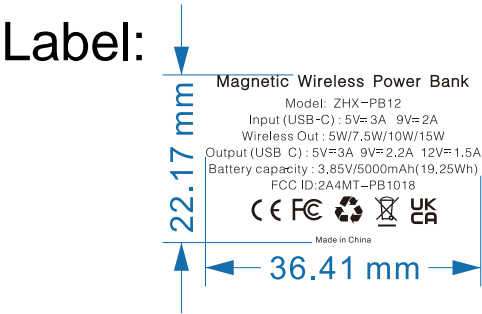 Label:
Magnetic Wireless Power Bank
Model: ZHX-PB12
Input (USB-C) : 5V⎓3A 9V⎓2A
Wireless Out : 5W/7.5W/10W/15W
Output (USB C) : 5V⎓3A 9V⎓2.2A 12V⎓1.5A
Battery capacity : 3.85V/5000mAh(19.25Wh)
FCC ID:2A4MT-PB1018
CE FC UK CA
Made in China
22.17 mm
36.41 mm